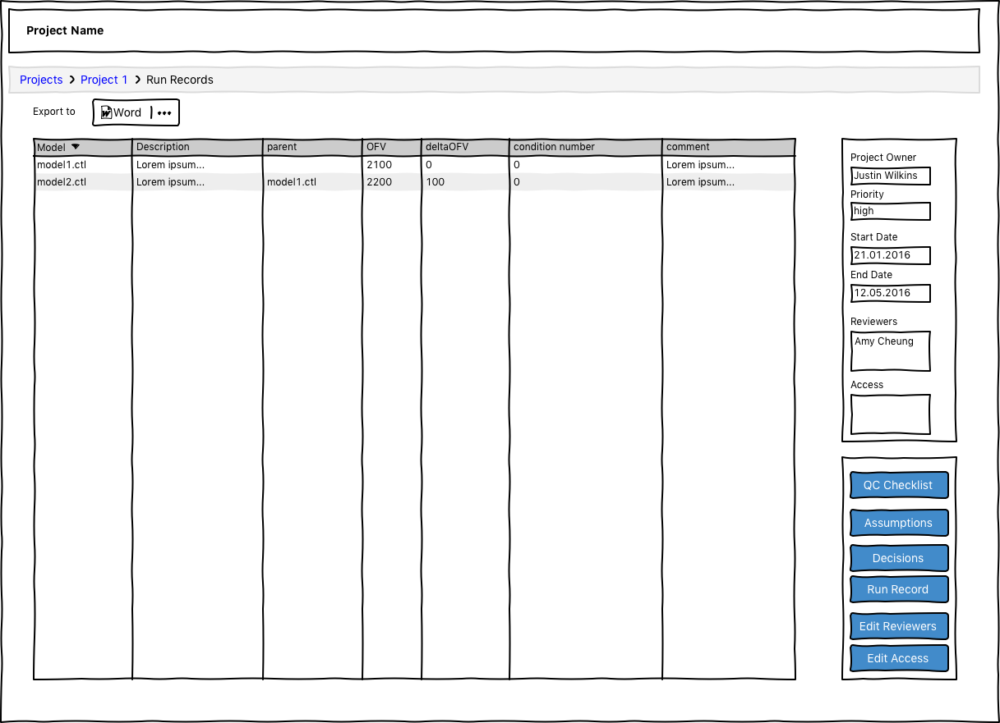 Project Name
Projects > Project 1 > Run Records
Export to Word | •••
Model Description parent OFV deltaOFV condition number comment
model1.ctl Lorem ipsum... 2100 0 0 Lorem ipsum...
model2.ctl Lorem ipsum... model1.ctl 2200 100 0 Lorem ipsum...
Project Owner
Justin Wilkins
Priority
high
Start Date
21.01.2016
End Date
12.05.2016
Reviewers
Amy Cheung
Access
QC Checklist
Assumptions
Decisions
Run Record
Edit Reviewers
Edit Access